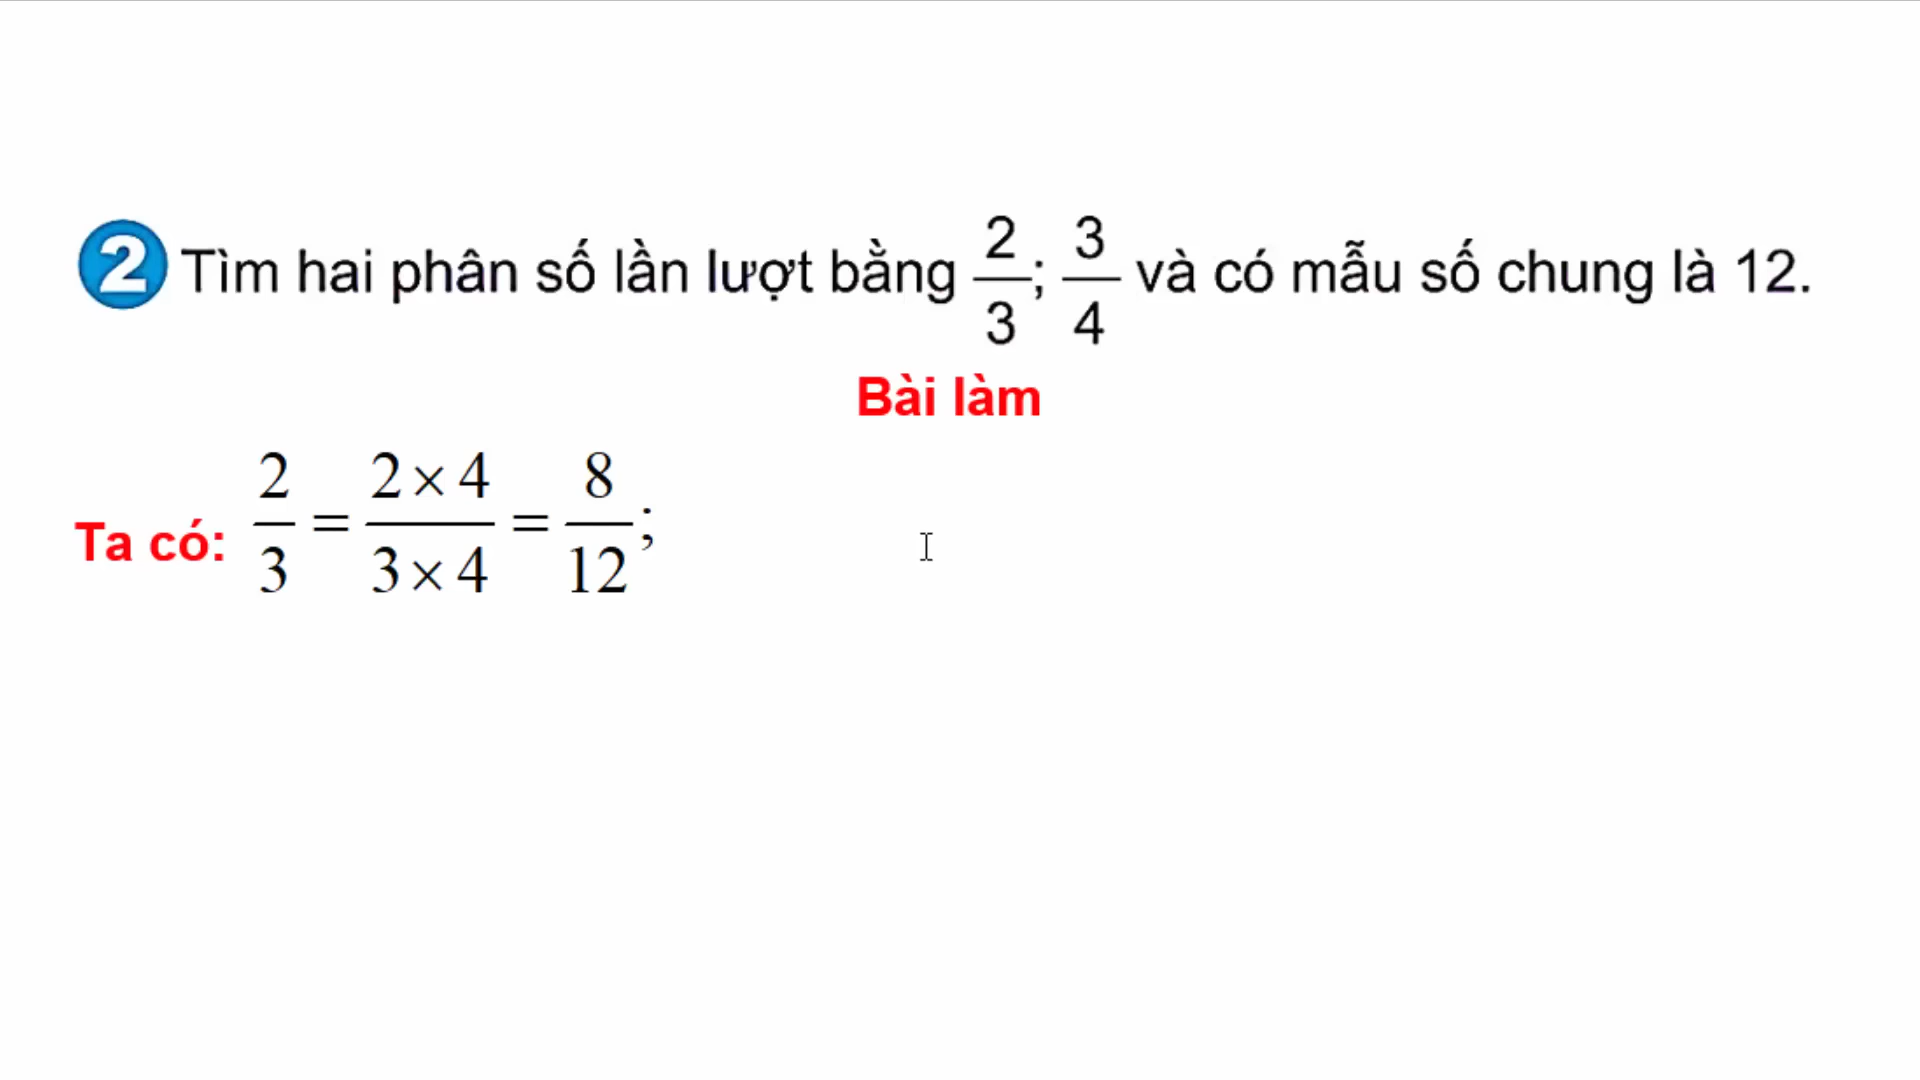 2 Tìm hai phân số lần lượt bằng 2/3; 3/4 và có mẫu số chung là 12.
Bài làm
Ta có: 2/3 = 2×4/3×4 = 8/12;